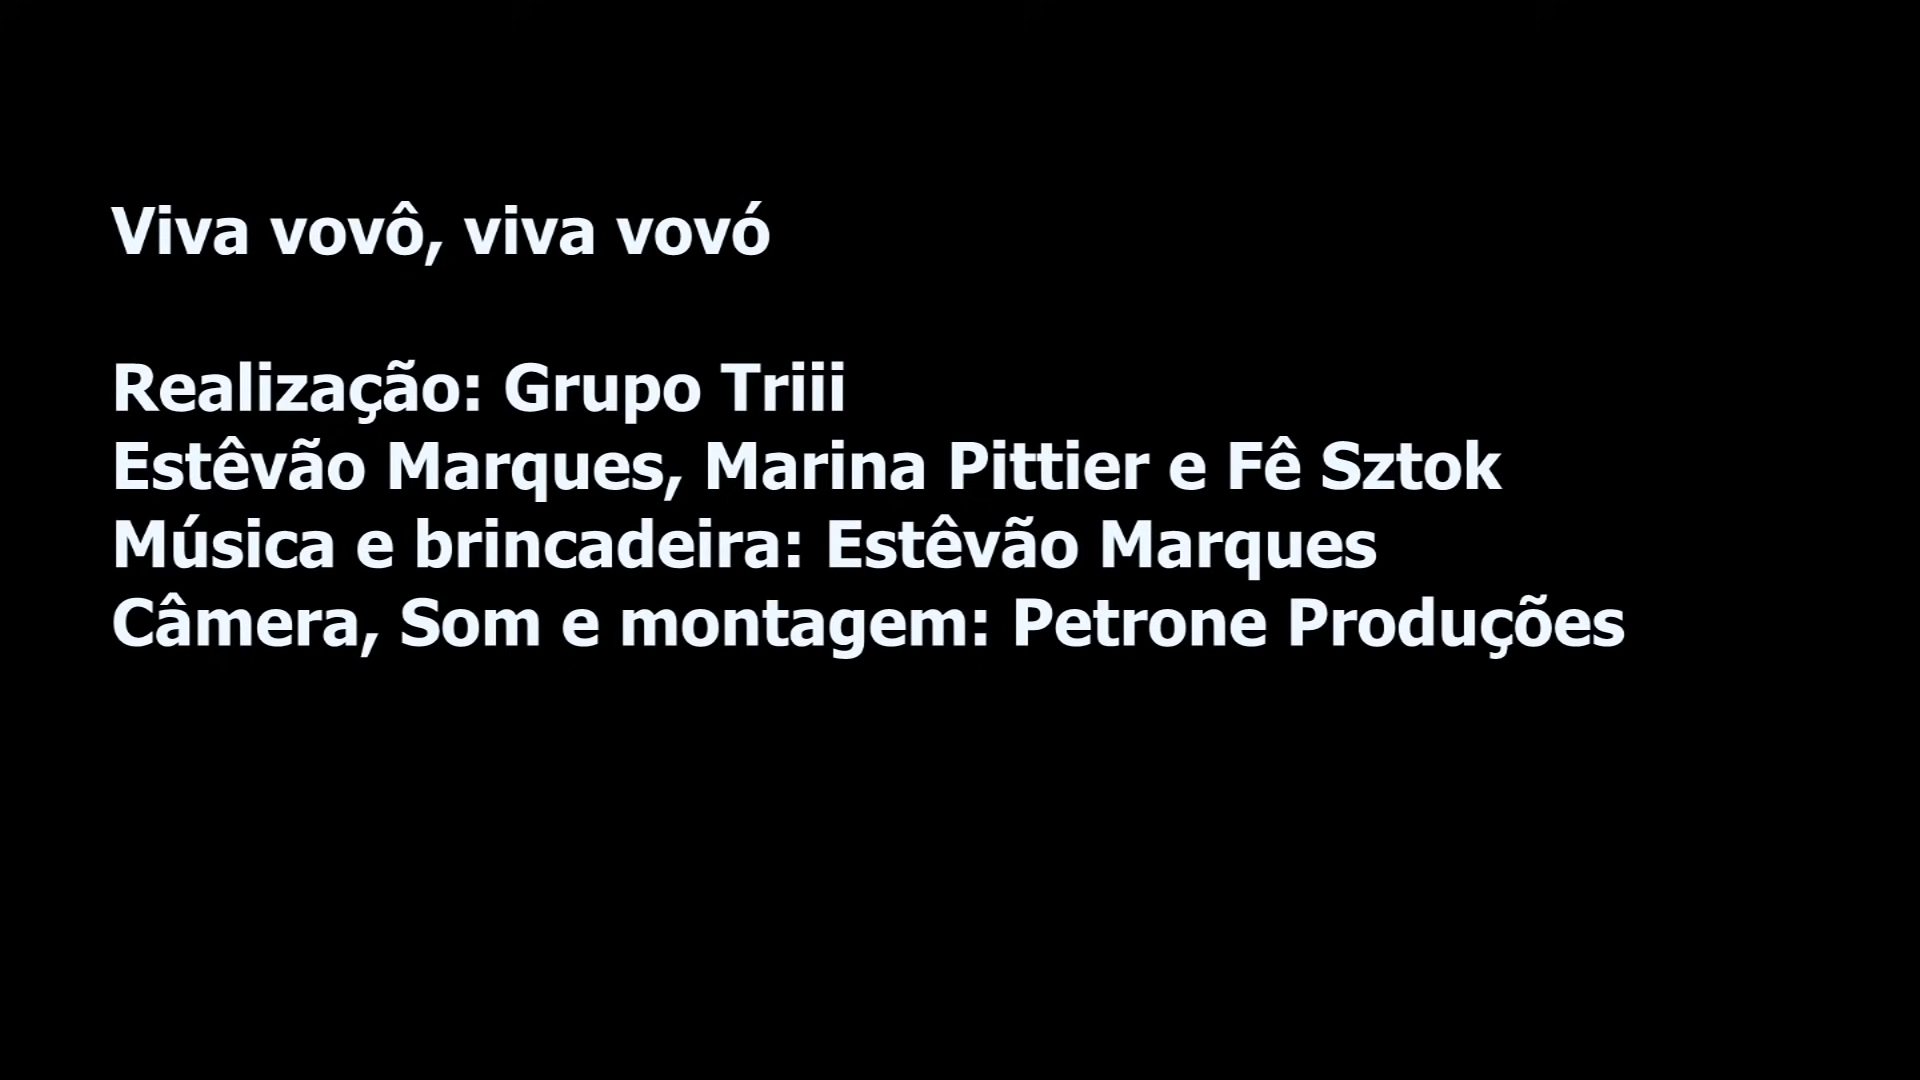 Viva vovô, viva vovó
Realização: Grupo Triii
Estêvão Marques, Marina Pittier e Fê Sztok
Música e brincadeira: Estêvão Marques
Câmera, Som e montagem: Petrone Produções